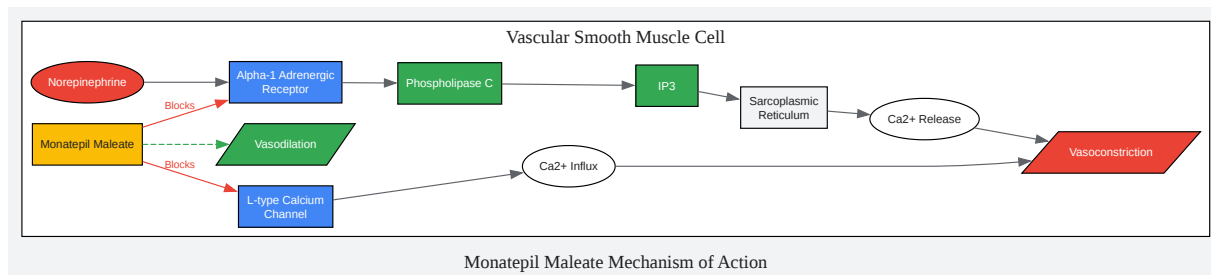 Vascular Smooth Muscle Cell
Norepinephrine
Alpha-1 Adrenergic
Receptor
Phospholipase C
IP3
Sarcoplasmic
Reticulum
Ca2+ Release
Blocks
Monatepil Maleate
Vasodilation
Vasoconstriction
Blocks
Ca2+ Influx
L-type Calcium
Channel
Monatepil Maleate Mechanism of Action